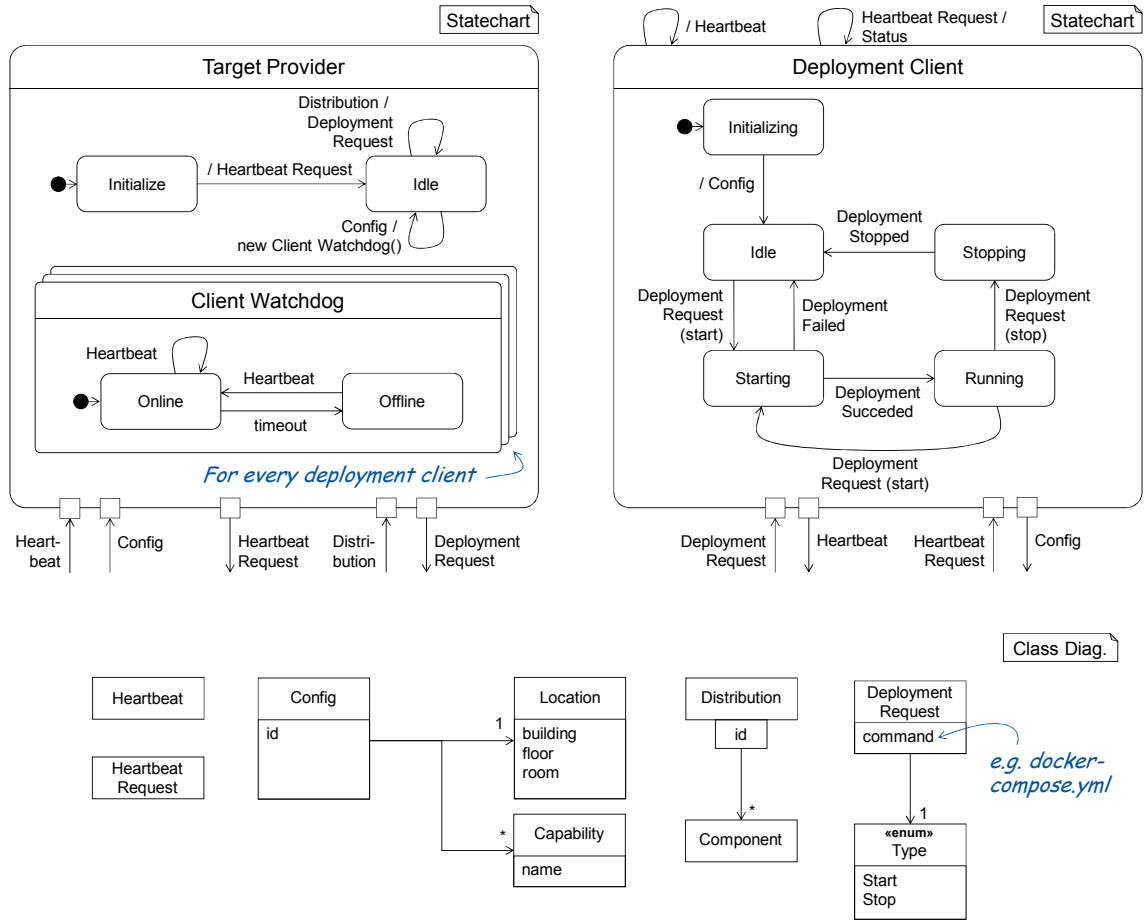 Statechart
Target Provider
Distribution /
Deployment
Request
Initialize
/ Heartbeat Request
Idle
Config /
new Client Watchdog()
Client Watchdog
Heartbeat
Online
Heartbeat
timeout
Offline
For every deployment client
Heart-
beat
Config
Heartbeat
Request
Distri-
bution
Deployment
Request
/ Heartbeat
Heartbeat Request /
Status
Statechart
Deployment Client
Initializing
/ Config
Idle
Deployment
Stopped
Stopping
Deployment
Request
(start)
Deployment
Failed
Deployment
Request
(stop)
Starting
Deployment
Succeded
Running
Deployment
Request (start)
Deployment
Request
Heartbeat
Heartbeat
Request
Config
Class Diag.
Heartbeat
Heartbeat
Request
Config
id
1
Location
building
floor
room
*
Capability
name
Distribution
id
*
Component
Deployment
Request
command
e.g. docker-
compose.yml
1
«enum»
Type
Start
Stop